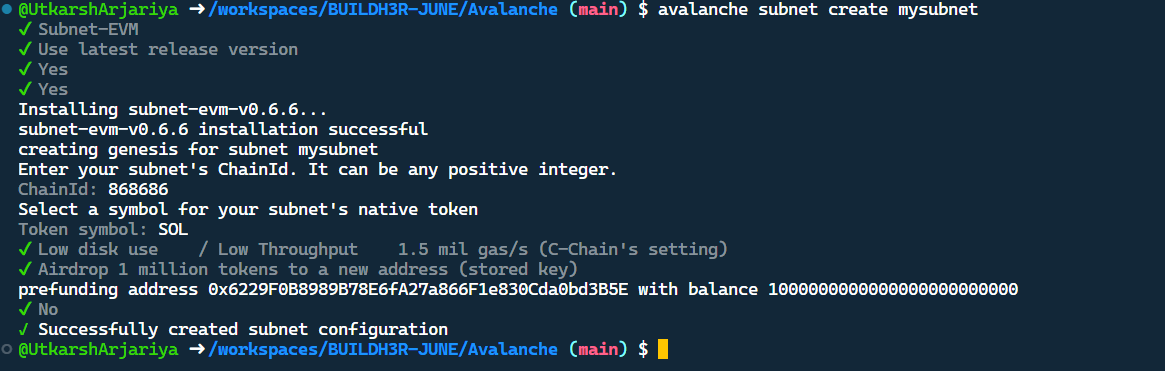 @UtkarshArjariya ➜ /workspaces/BUILDH3R-JUNE/Avalanche (main) $ avalanche subnet create mysubnet
✓ Subnet-EVM
✓ Use latest release version
✓ Yes
✓ Yes
Installing subnet-evm-v0.6.6...
subnet-evm-v0.6.6 installation successful
creating genesis for subnet mysubnet
Enter your subnet's ChainId. It can be any positive integer.
ChainId: 868686
Select a symbol for your subnet's native token
Token symbol: SOL
✓ Low disk use    / Low Throughput    1.5 mil gas/s (C-Chain's setting)
✓ Airdrop 1 million tokens to a new address (stored key)
prefunding address 0x6229F0B8989B78E6fA27a866F1e830Cda0bd3B5E with balance 1000000000000000000000000
✓ No
✓ Successfully created subnet configuration
@UtkarshArjariya ➜ /workspaces/BUILDH3R-JUNE/Avalanche (main) $